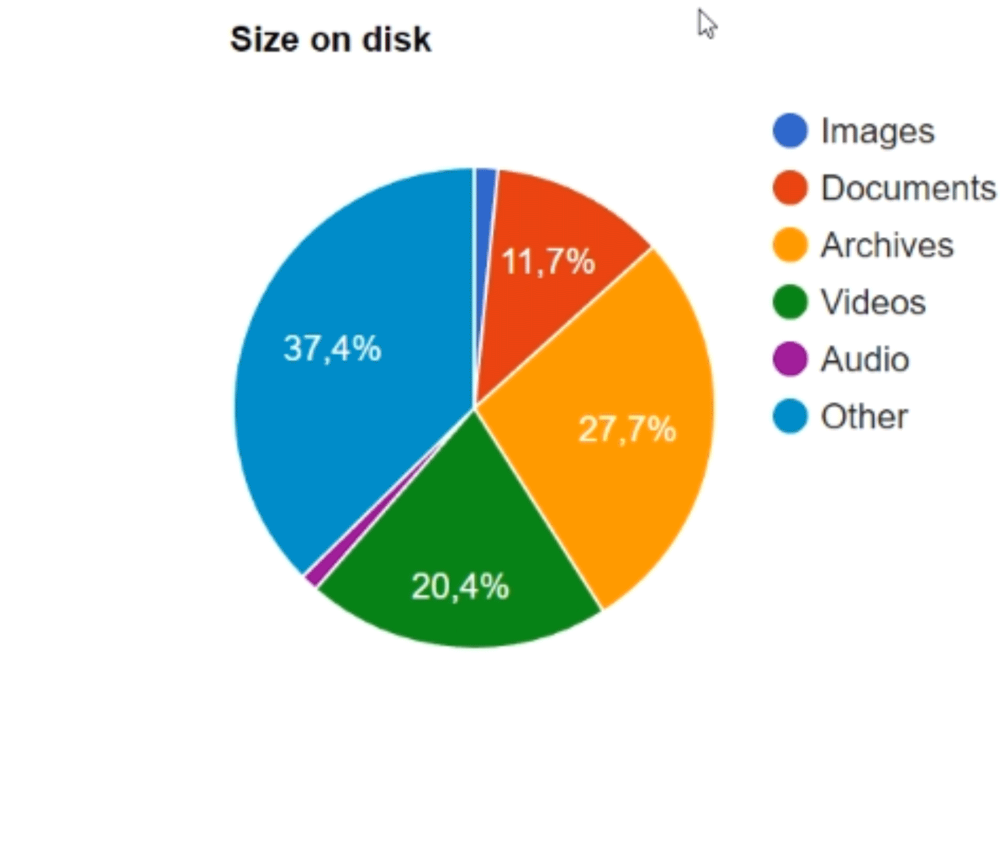 Size on disk
Images
Documents
Archives
Videos
Audio
Other
11,7%
37,4%
27,7%
20,4%